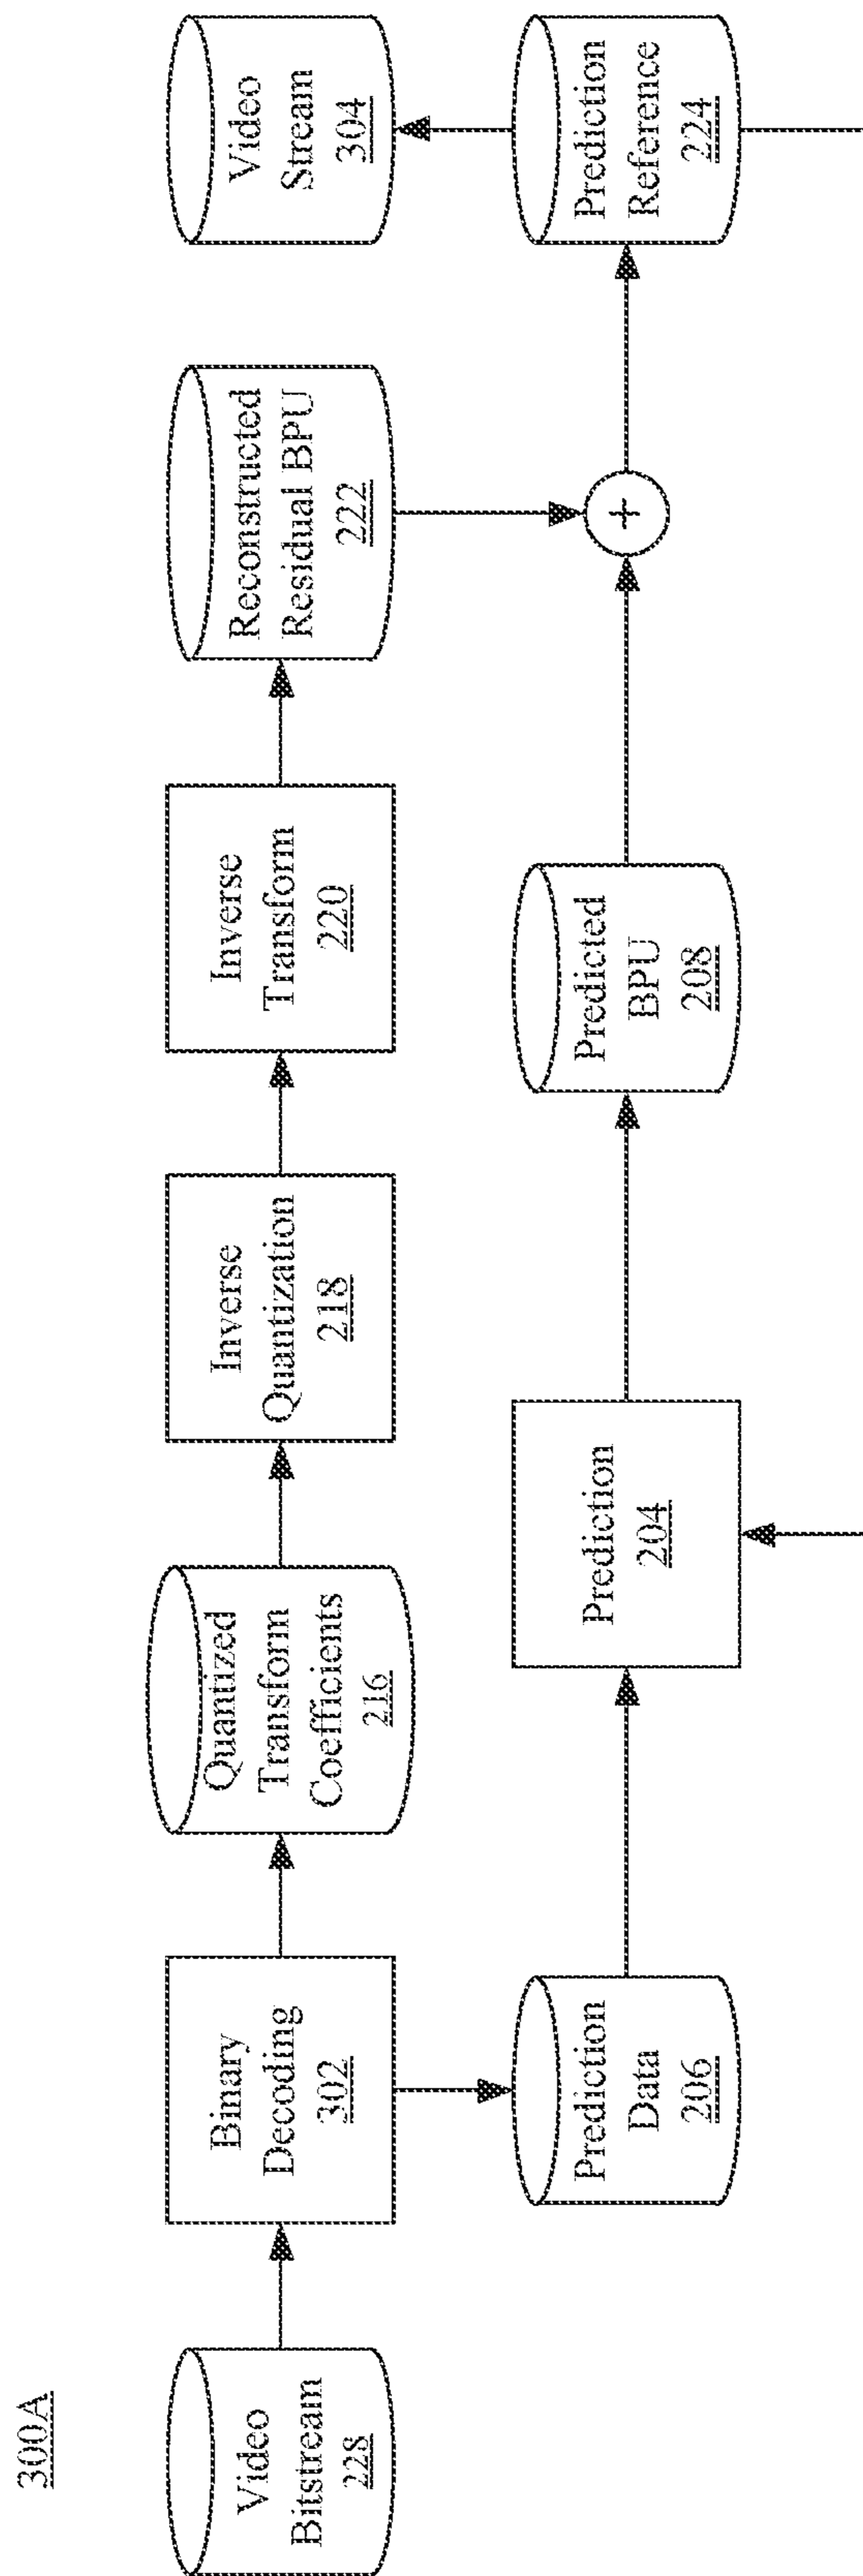 300A
Video
Bitstream
228
Binary
Decoding
302
Quantized
Transform
Coefficients
216
Inverse
Quantization
218
Inverse
Transform
220
Reconstructed
Residual BPU
222
Video
Stream
304
Prediction
Data
206
Prediction
204
Predicted
BPU
208
+
Prediction
Reference
224